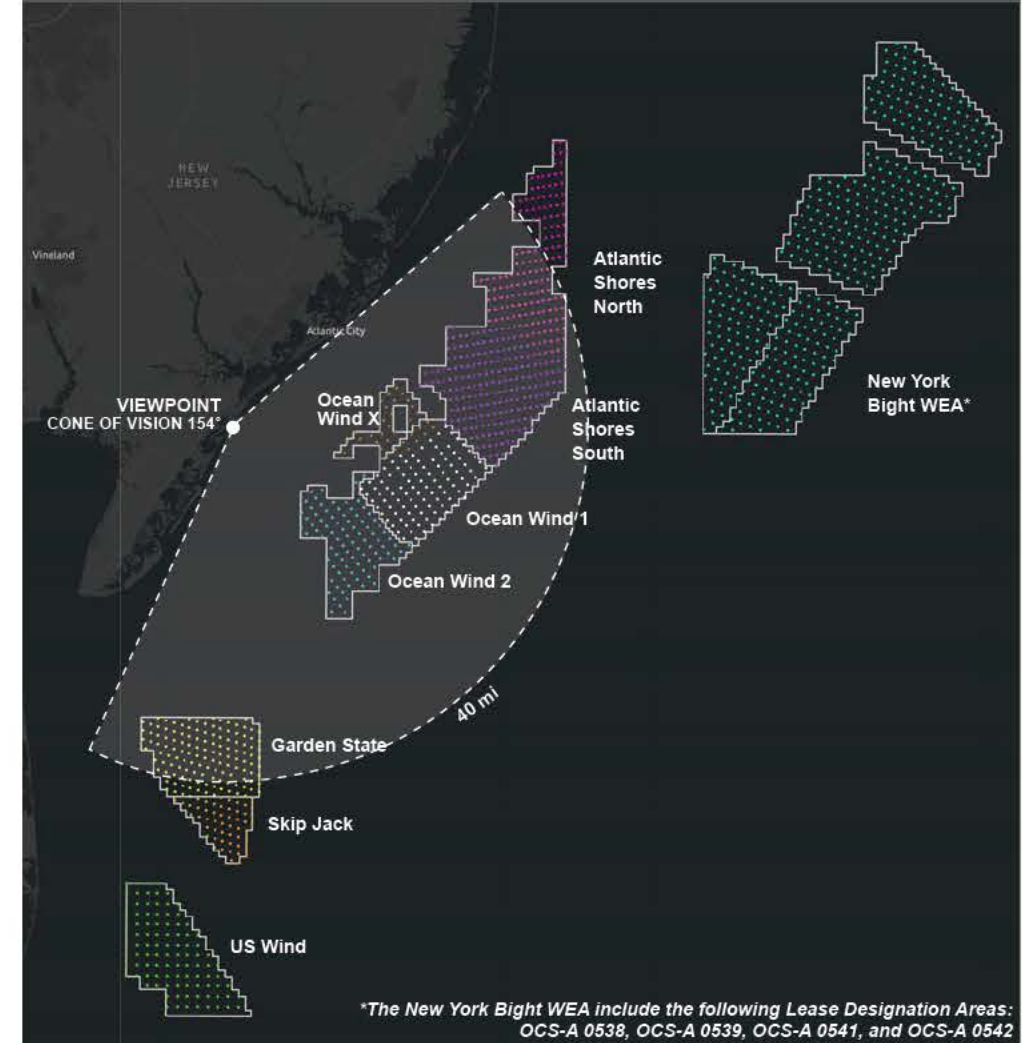 NEW
JERSEY
Vineland
Atlantic City
VIEWPOINT
CONE OF VISION 154°
Atlantic
Shores
North
New York
Bight WEA*
Ocean
Wind X
Atlantic
Shores
South
Ocean Wind 1
Ocean Wind 2
40 mi
Garden State
Skip Jack
US Wind
*The New York Bight WEA include the following Lease Designation Areas:
OCS-A 0538, OCS-A 0539, OCS-A 0541, and OCS-A 0542